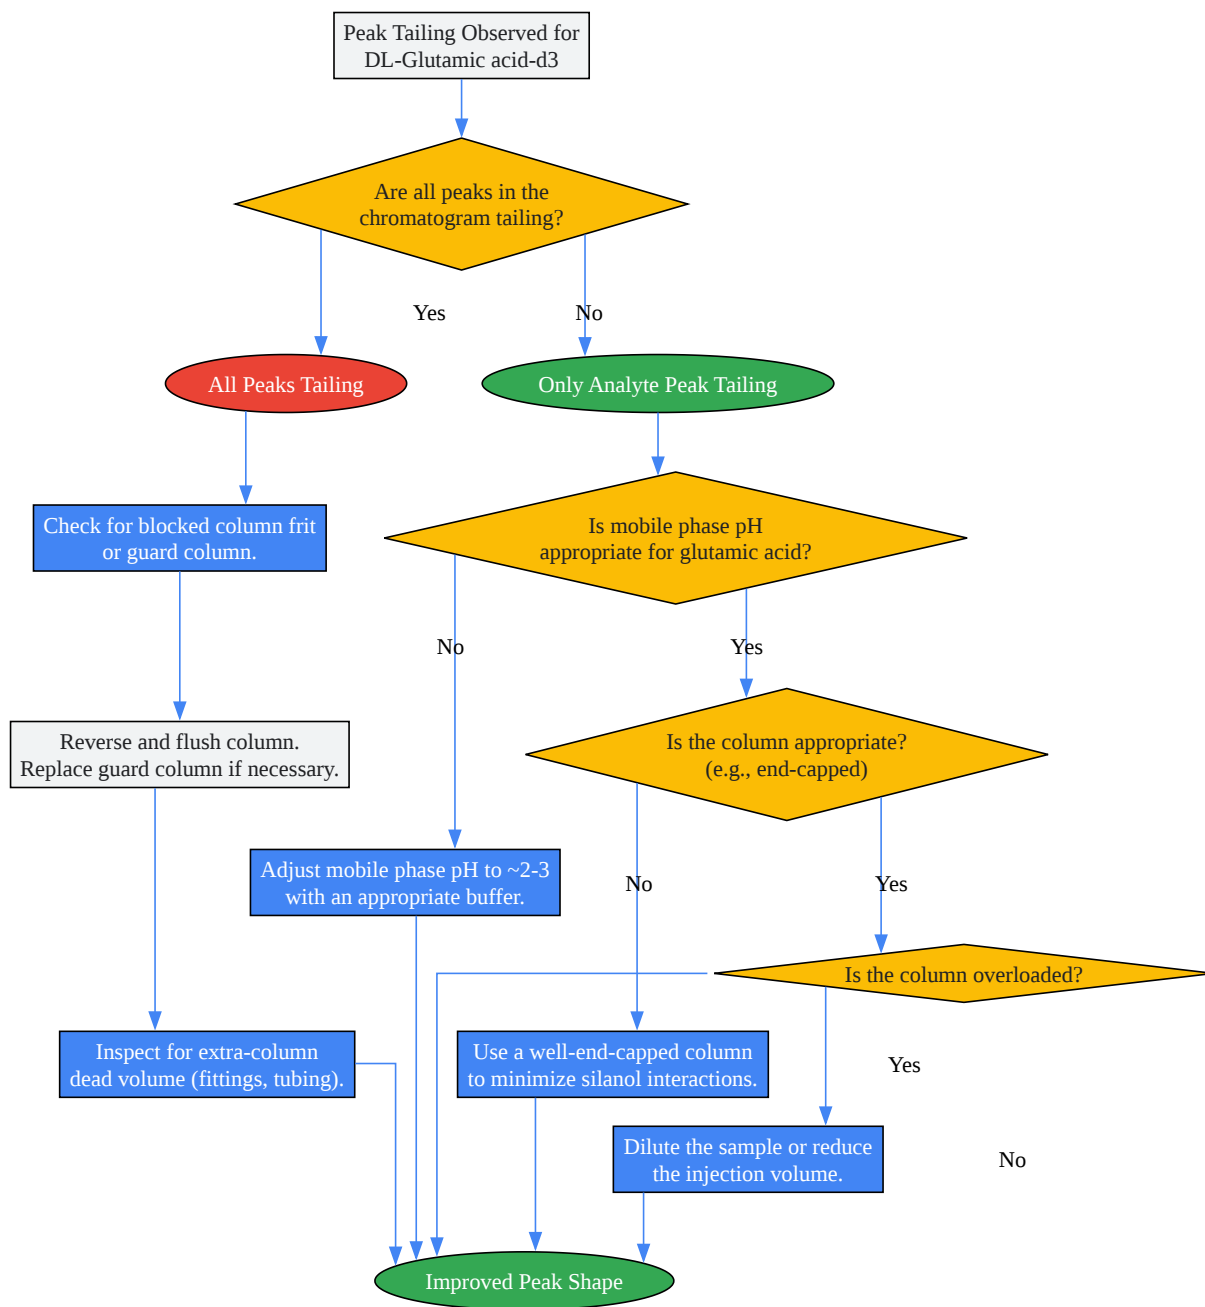 Peak Tailing Observed for
DL-Glutamic acid-d3
Are all peaks in the
chromatogram tailing?
Yes
No
All Peaks Tailing
Only Analyte Peak Tailing
Check for blocked column frit
or guard column.
Is mobile phase pH
appropriate for glutamic acid?
No
Yes
Reverse and flush column.
Replace guard column if necessary.
Is the column appropriate?
(e.g., end-capped)
Adjust mobile phase pH to ~2-3
with an appropriate buffer.
No
Yes
Is the column overloaded?
Inspect for extra-column
dead volume (fittings, tubing).
Use a well-end-capped column
to minimize silanol interactions.
Yes
Dilute the sample or reduce
the injection volume.
No
Improved Peak Shape